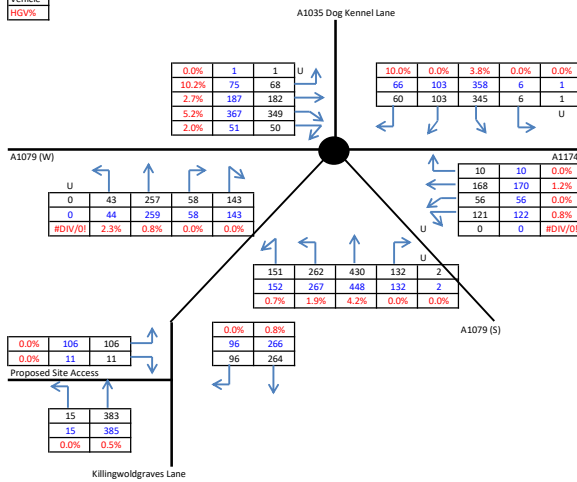 HGV%
A1035 Dog Kennel Lane
0.0% 1 1 U
10.2% 75 68
2.7% 187 182
5.2% 367 349
2.0% 51 50
10.0% 0.0% 3.8% 0.0% 0.0%
66 103 358 6 1
60 103 345 6 1
U
A1079 (W)
A1174
10 10 0.0%
168 170 1.2%
56 56 0.0%
121 122 0.8%
0 0 #DIV/0!
U
U
0 43 257 58 143
0 44 259 58 143
#DIV/0! 2.3% 0.8% 0.0% 0.0%
U
151 262 430 132 2
152 267 448 132 2
0.7% 1.9% 4.2% 0.0% 0.0%
A1079 (S)
0.0% 106 106
0.0% 11 11
Proposed Site Access
0.0% 0.8%
96 266
96 264
15 383
15 385
0.0% 0.5%
Killingwoldgraves Lane